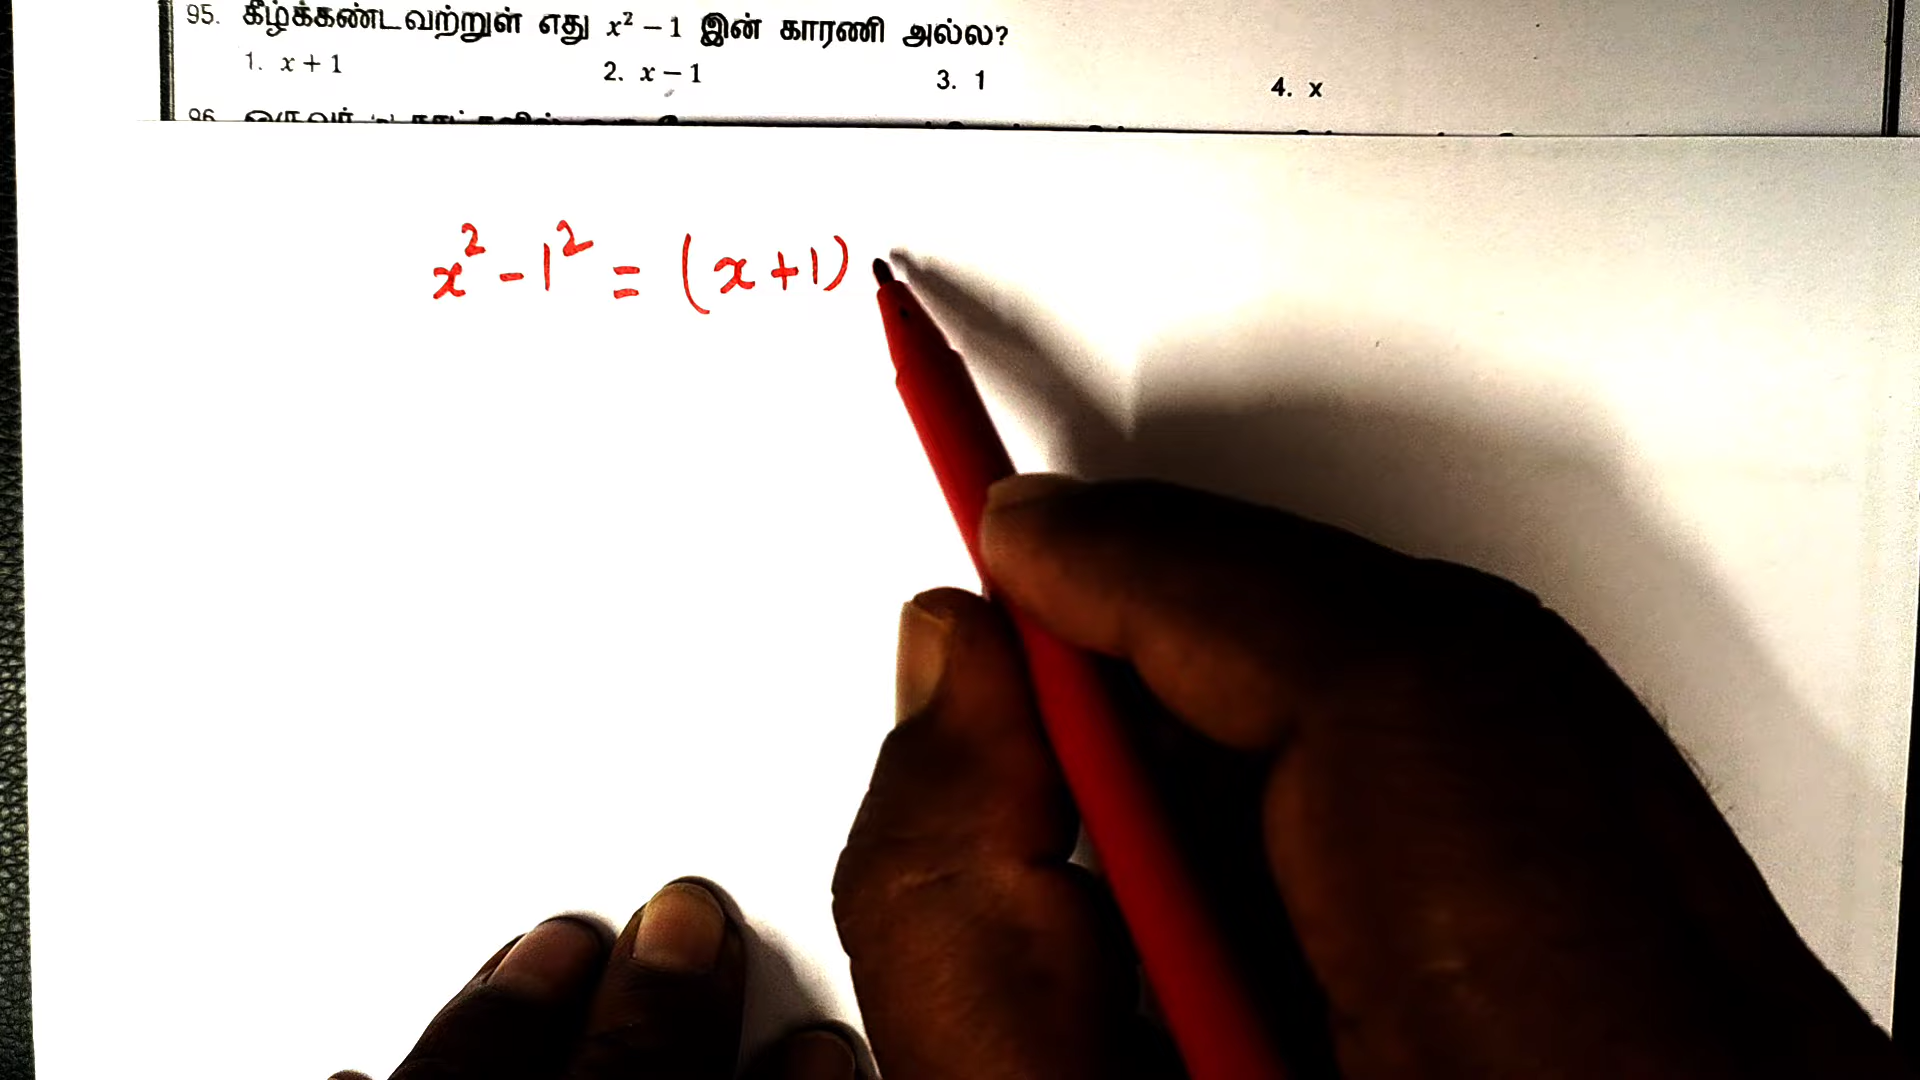 95. கீழ்க்கண்டவற்றுள் எது x² − 1 இன் காரணி அல்ல?
1. x + 1 2. x − 1 3. 1 4. x
96
x² - 1² = (x+1)